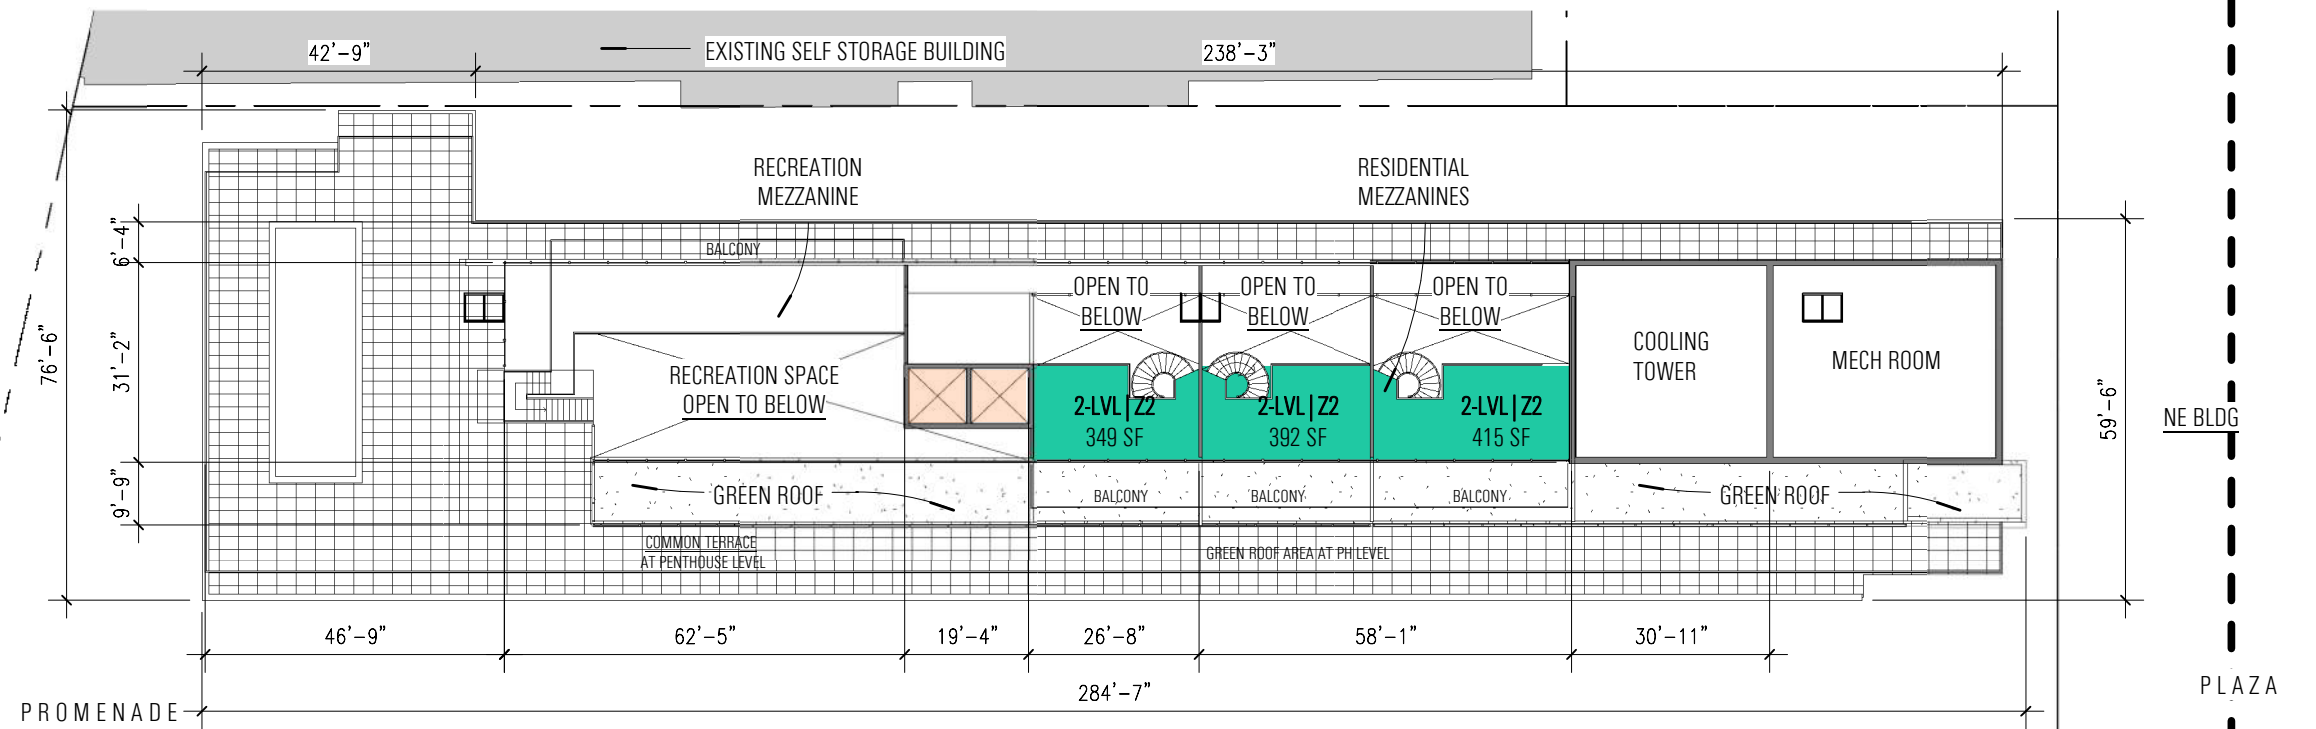 42'-9"
EXISTING SELF STORAGE BUILDING
238'-3"
RECREATION
MEZZANINE
RESIDENTIAL
MEZZANINES
6'-4"
BALCONY
OPEN TO
BELOW
OPEN TO
BELOW
OPEN TO
BELOW
76'-6"
31'-2"
RECREATION SPACE
OPEN TO BELOW
COOLING
TOWER
MECH ROOM
2-LVL|Z2
349 SF
2-LVL|Z2
392 SF
2-LVL|Z2
415 SF
59'-6"
NE BLDG
9'-9"
GREEN ROOF
BALCONY
BALCONY
BALCONY
GREEN ROOF
COMMON TERRACE
AT PENTHOUSE LEVEL
GREEN ROOF AREA AT PH LEVEL
46'-9"
62'-5"
19'-4"
26'-8"
58'-1"
30'-11"
284'-7"
PROMENADE
PLAZA